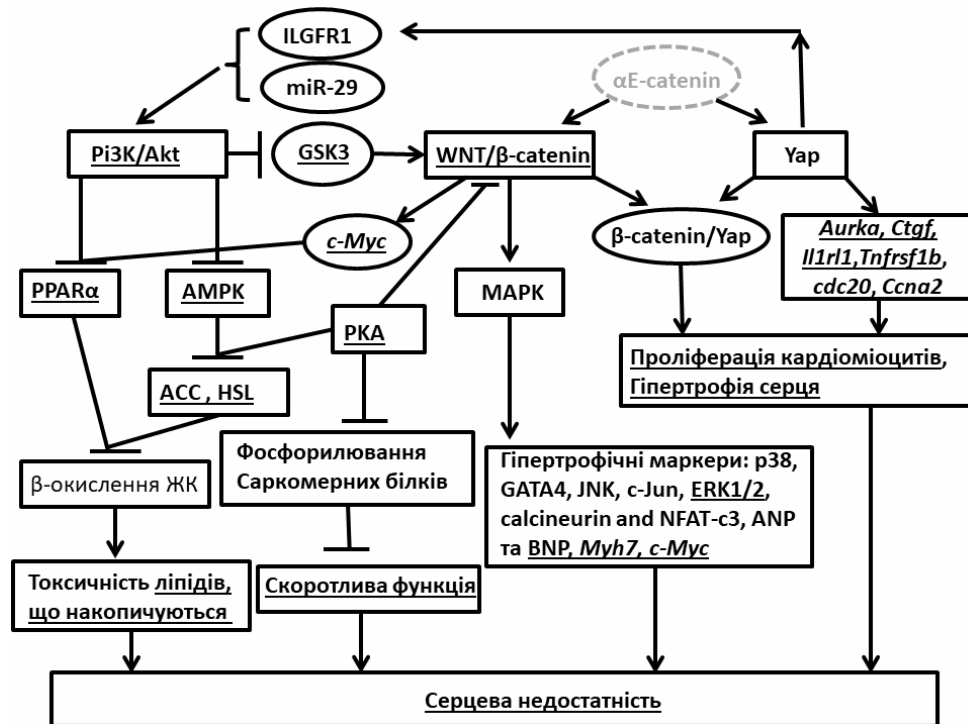 ILGFR1
miR-29
αE-catenin
Pi3K/Akt
GSK3
WNT/β-catenin
Yap
c-Myc
β-catenin/Yap
Aurka, Ctgf,
Il1rl1,Tnfrsf1b,
cdc20, Ccna2
PPARα
AMPK
PKA
MAPK
Проліферація кардіоміоцитів,
Гіпертрофія серця
ACC , HSL
Фосфорилювання
Саркомерних білків
Гіпертрофічні маркери: p38,
GATA4, JNK, c-Jun, ERK1/2,
calcineurin and NFAT-c3, ANP
та BNP, Myh7, c-Myc
β-окислення ЖК
Токсичність ліпідів,
що накопичуються
Скоротлива функція
Серцева недостатність